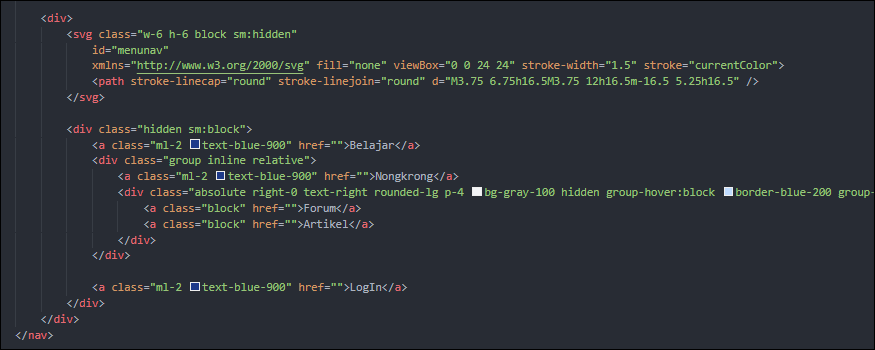 <div>
<svg class="w-6 h-6 block sm:hidden"
id="menunav"
xmlns="http://www.w3.org/2000/svg" fill="none" viewBox="0 0 24 24" stroke-width="1.5" stroke="currentColor">
<path stroke-linecap="round" stroke-linejoin="round" d="M3.75 6.75h16.5M3.75 12h16.5m-16.5 5.25h16.5" />
</svg>
<div class="hidden sm:block">
<a class="ml-2 text-blue-900" href="">Belajar</a>
<div class="group inline relative">
<a class="ml-2 text-blue-900" href="">Nongkrong</a>
<div class="absolute right-0 text-right rounded-lg p-4 bg-gray-100 hidden group-hover:block border-blue-200 group-
<a class="block" href="">Forum</a>
<a class="block" href="">Artikel</a>
</div>
</div>
<a class="ml-2 text-blue-900" href="">LogIn</a>
</div>
</div>
</nav>